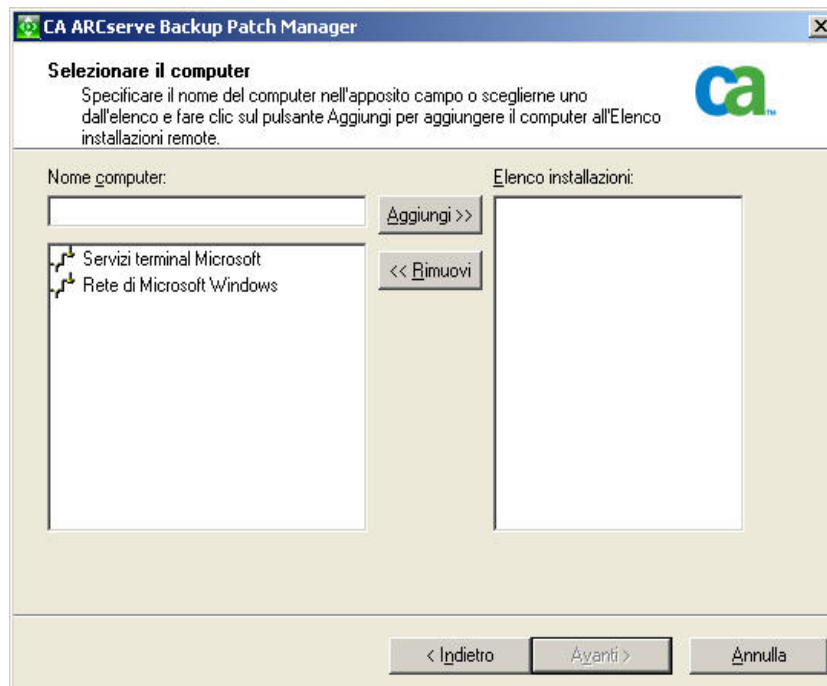 CA ARCserve Backup Patch Manager
Selezionare il computer
Specificare il nome del computer nell'apposito campo o sceglierne uno
dall'elenco e fare clic sul pulsante Aggiungi per aggiungere il computer all'Elenco
installazioni remote.
ca™
Nome computer:
Elenco installazioni:
Aggiungi >>
Servizi terminal Microsoft
<< Rimuovi
Rete di Microsoft Windows
< Indietro
Avanti >
Annulla